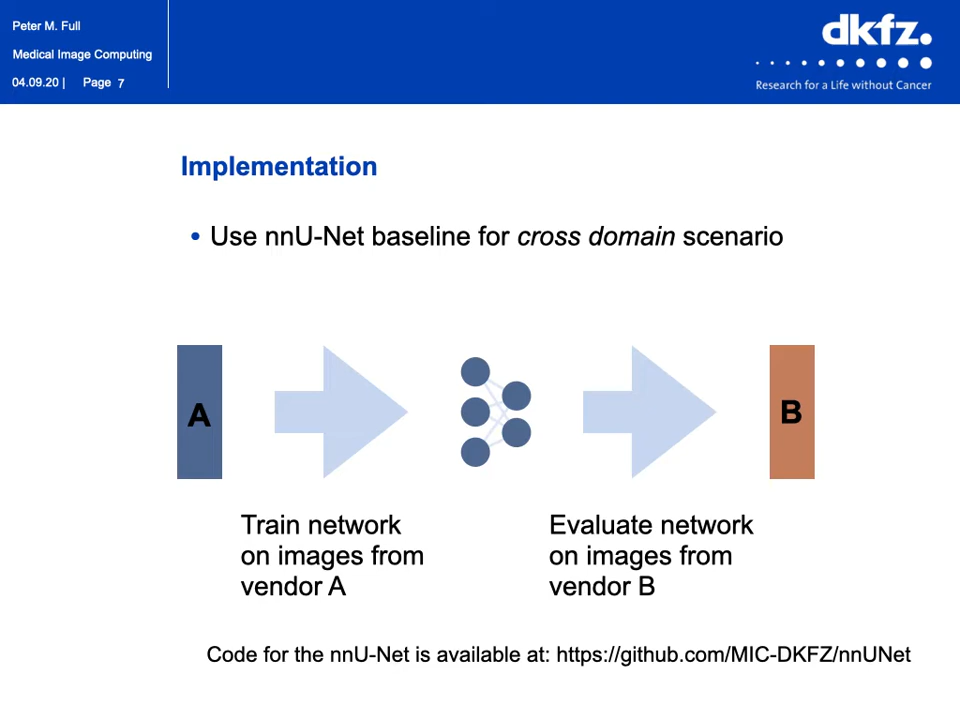 Peter M. Full
Medical Image Computing
04.09.20 | Page 7
dkfz.
Research for a Life without Cancer
Implementation
• Use nnU-Net baseline for cross domain scenario
A
B
Train network
on images from
vendor A
Evaluate network
on images from
vendor B
Code for the nnU-Net is available at: https://github.com/MIC-DKFZ/nnUNet